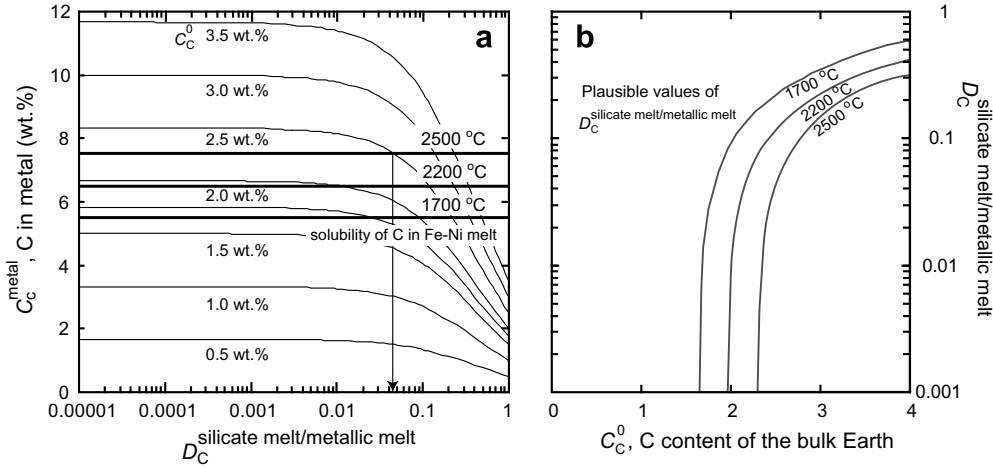 a
12
10
8
6
4
2
0
C_C^metal, C in metal (wt.%)
C_C^0
3.5 wt.%
3.0 wt.%
2.5 wt.%
2.0 wt.%
1.5 wt.%
1.0 wt.%
0.5 wt.%
2500 °C
2200 °C
1700 °C
solubility of C in Fe-Ni melt
0.00001
0.0001
0.001
0.01
0.1
1
D_C^silicate melt/metallic melt
b
Plausible values of
D_C^silicate melt/metallic melt
1700 °C
2200 °C
2500 °C
1
0.1
0.01
0.001
D_C^silicate melt/metallic melt
0
1
2
3
4
C_C^0, C content of the bulk Earth